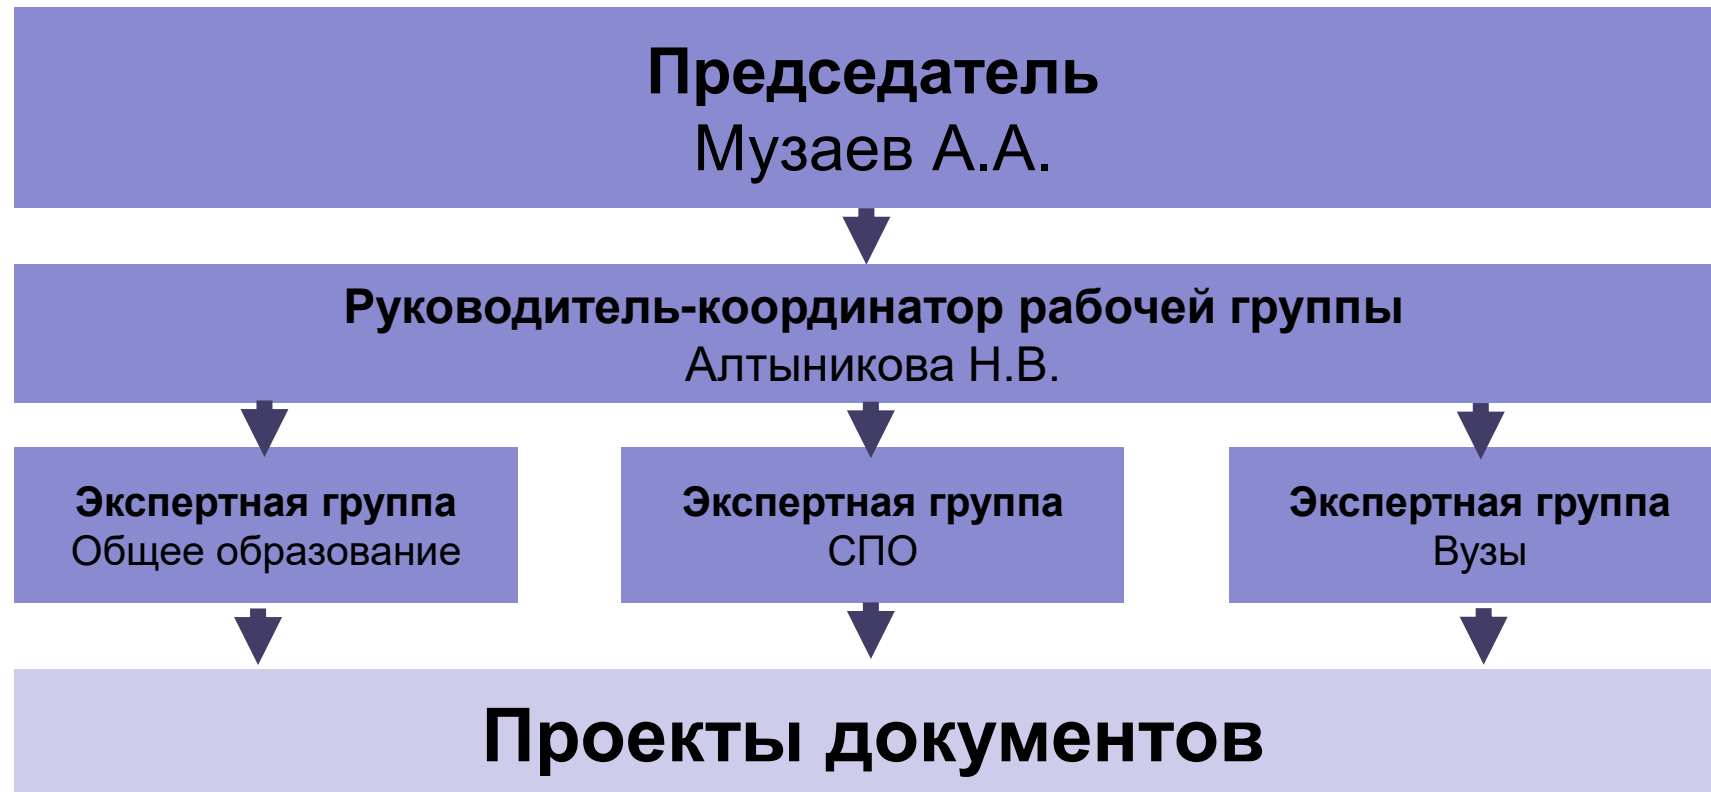 Председатель
Музаев А.А.
Руководитель-координатор рабочей группы
Алтыникова Н.В.
Экспертная группа
Общее образование
Экспертная группа
СПО
Экспертная группа
Вузы
Проекты документов